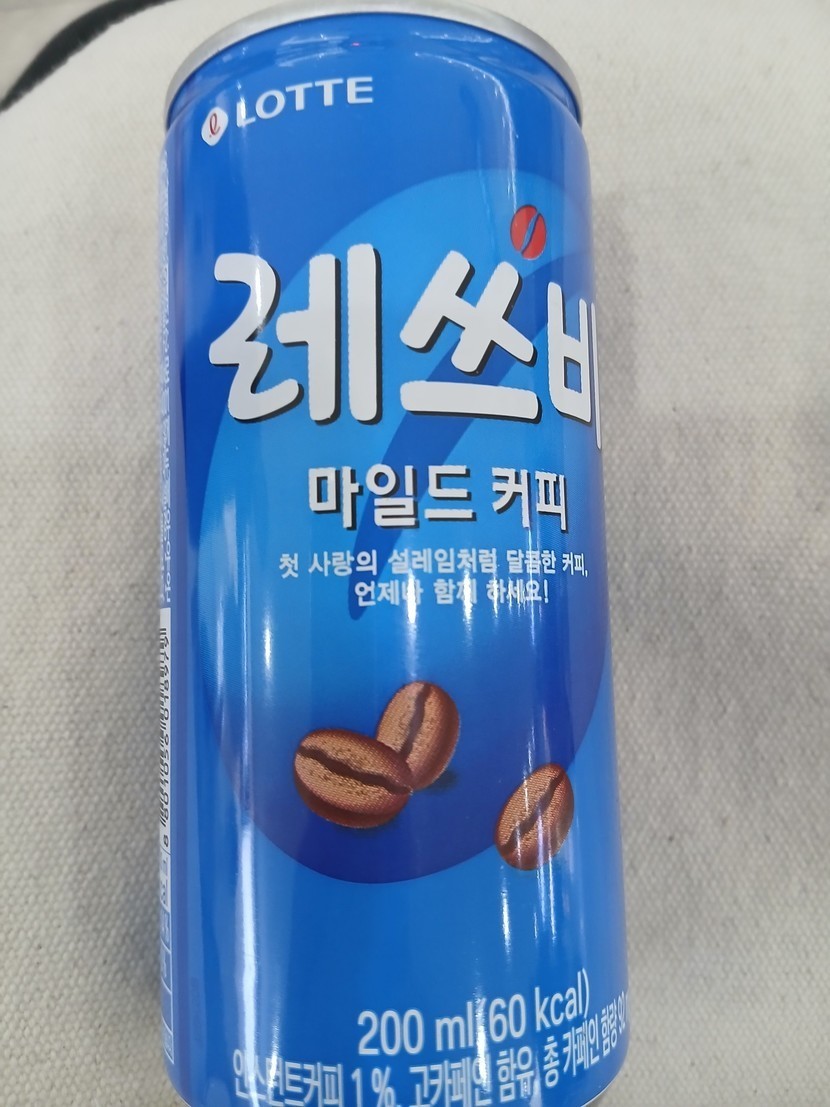 LOTTE
레쓰비
마일드 커피
첫 사랑의 설레임처럼 달콤한 커피,
언제나 함께 하세요!
200 ml(60 kcal)
인스턴트커피 1 %, 고카페인 함유, 총 카페인 함량